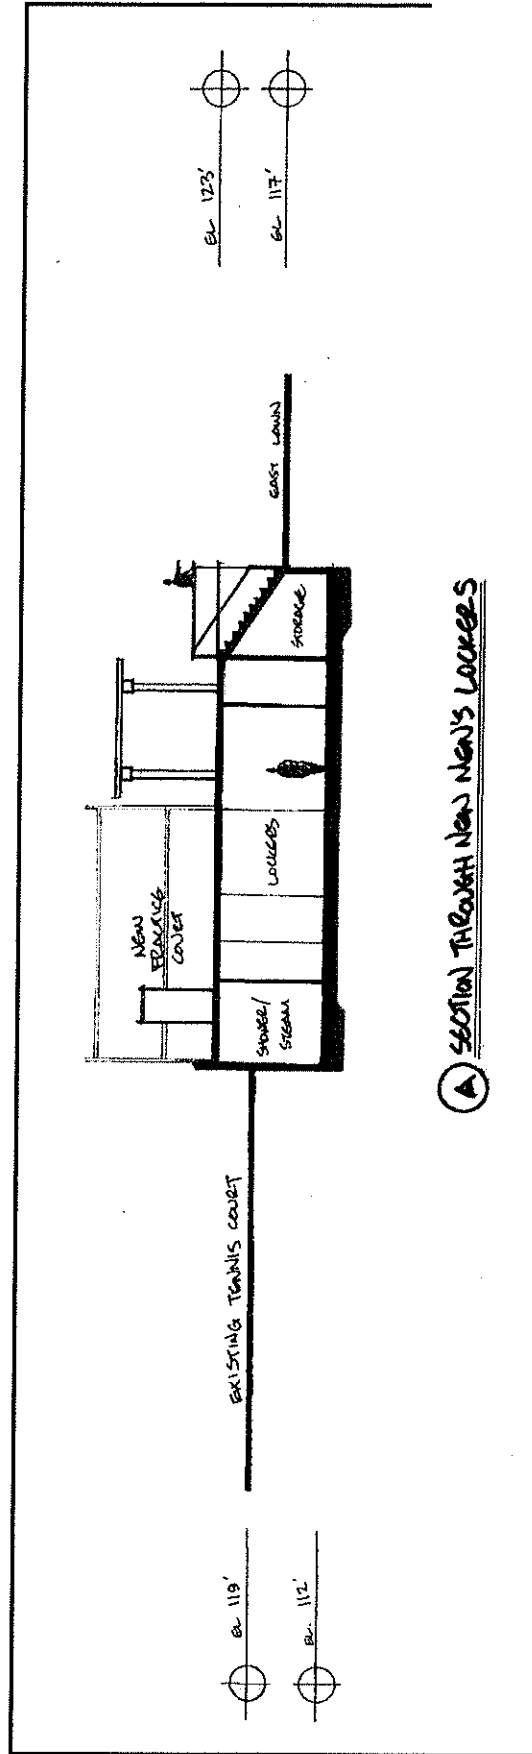 NEW
PRACTICE
COURT
EL 123'
EL 119'
EXISTING TENNIS COURT
SHOWER/
STEAM
LOCKERS
STORAGE
EAST LAWN
EL 117'
EL. 112'
A SECTION THROUGH NEW MEN'S LOCKERS